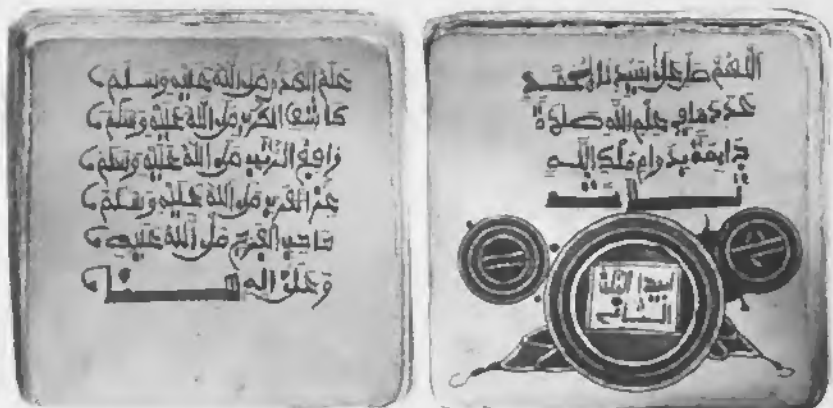 اللهم صل على سيدنا محمد
عدد ما في علم الله صلاة
دايمة بدوام ملك الله
علم الهدى صلى الله عليه وسلم
كاشف الكرب صلى الله عليه وسلم
رافع الرتب صلى الله عليه وسلم
عز العرب صلى الله عليه وسلم
صاحب الفرج صلى الله عليه
وعلى اله